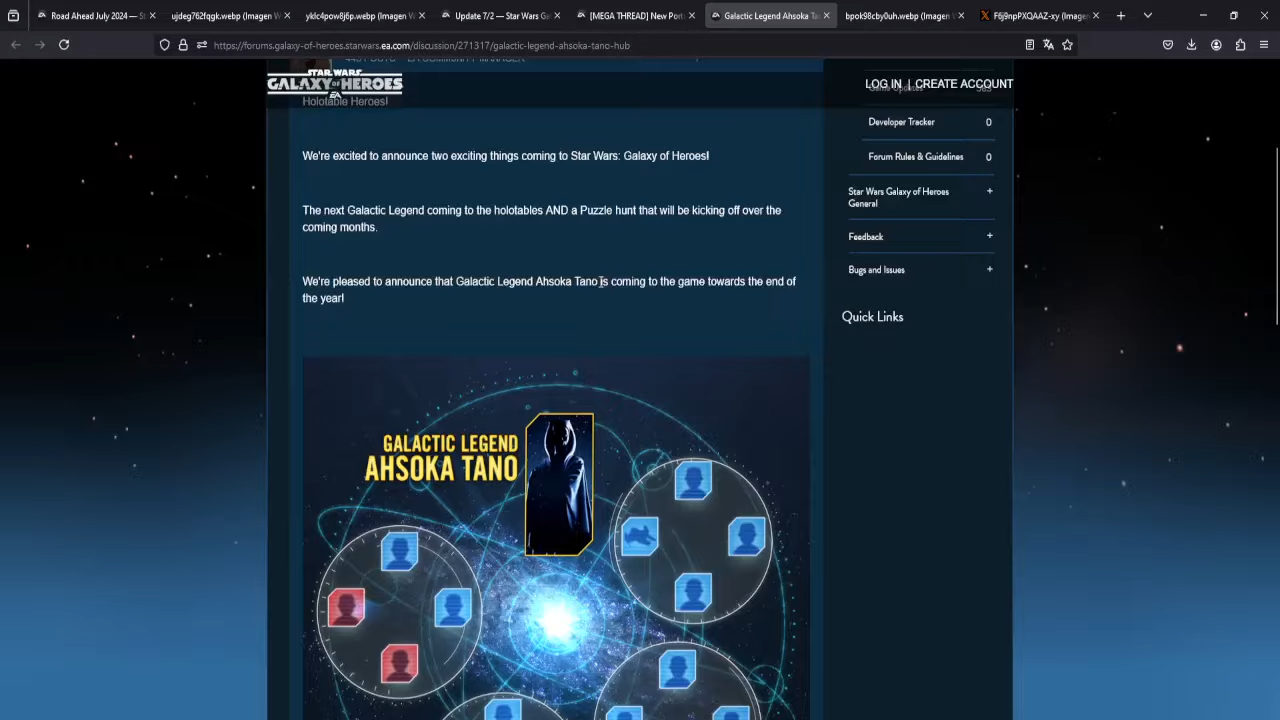 Road Ahead July 2024 — S
ujdeg762fqgk.webp (Imagen W
yklc4pow8j6p.webp (Imagen V
Update 7/2 — Star Wars Ga
[MEGA THREAD] New Port
Galactic Legend Ahsoka Ta
bpok98cby0uh.webp (Imagen
F6j9npPXQAAZ-xy (Image
https://forums.galaxy-of-heroes.starwars.ea.com/discussion/271317/galactic-legend-ahsoka-tano-hub
STAR WARS
GALAXY OF HEROES
EA
LOG IN | CREATE ACCOUNT
Holotable Heroes!
We're excited to announce two exciting things coming to Star Wars: Galaxy of Heroes!
The next Galactic Legend coming to the holotables AND a Puzzle hunt that will be kicking off over the
coming months.
We're pleased to announce that Galactic Legend Ahsoka Tano is coming to the game towards the end of
the year!
GALACTIC LEGEND
AHSOKA TANO
Developer Tracker 0
Forum Rules & Guidelines 0
Star Wars Galaxy of Heroes
General +
Feedback +
Bugs and Issues +
Quick Links